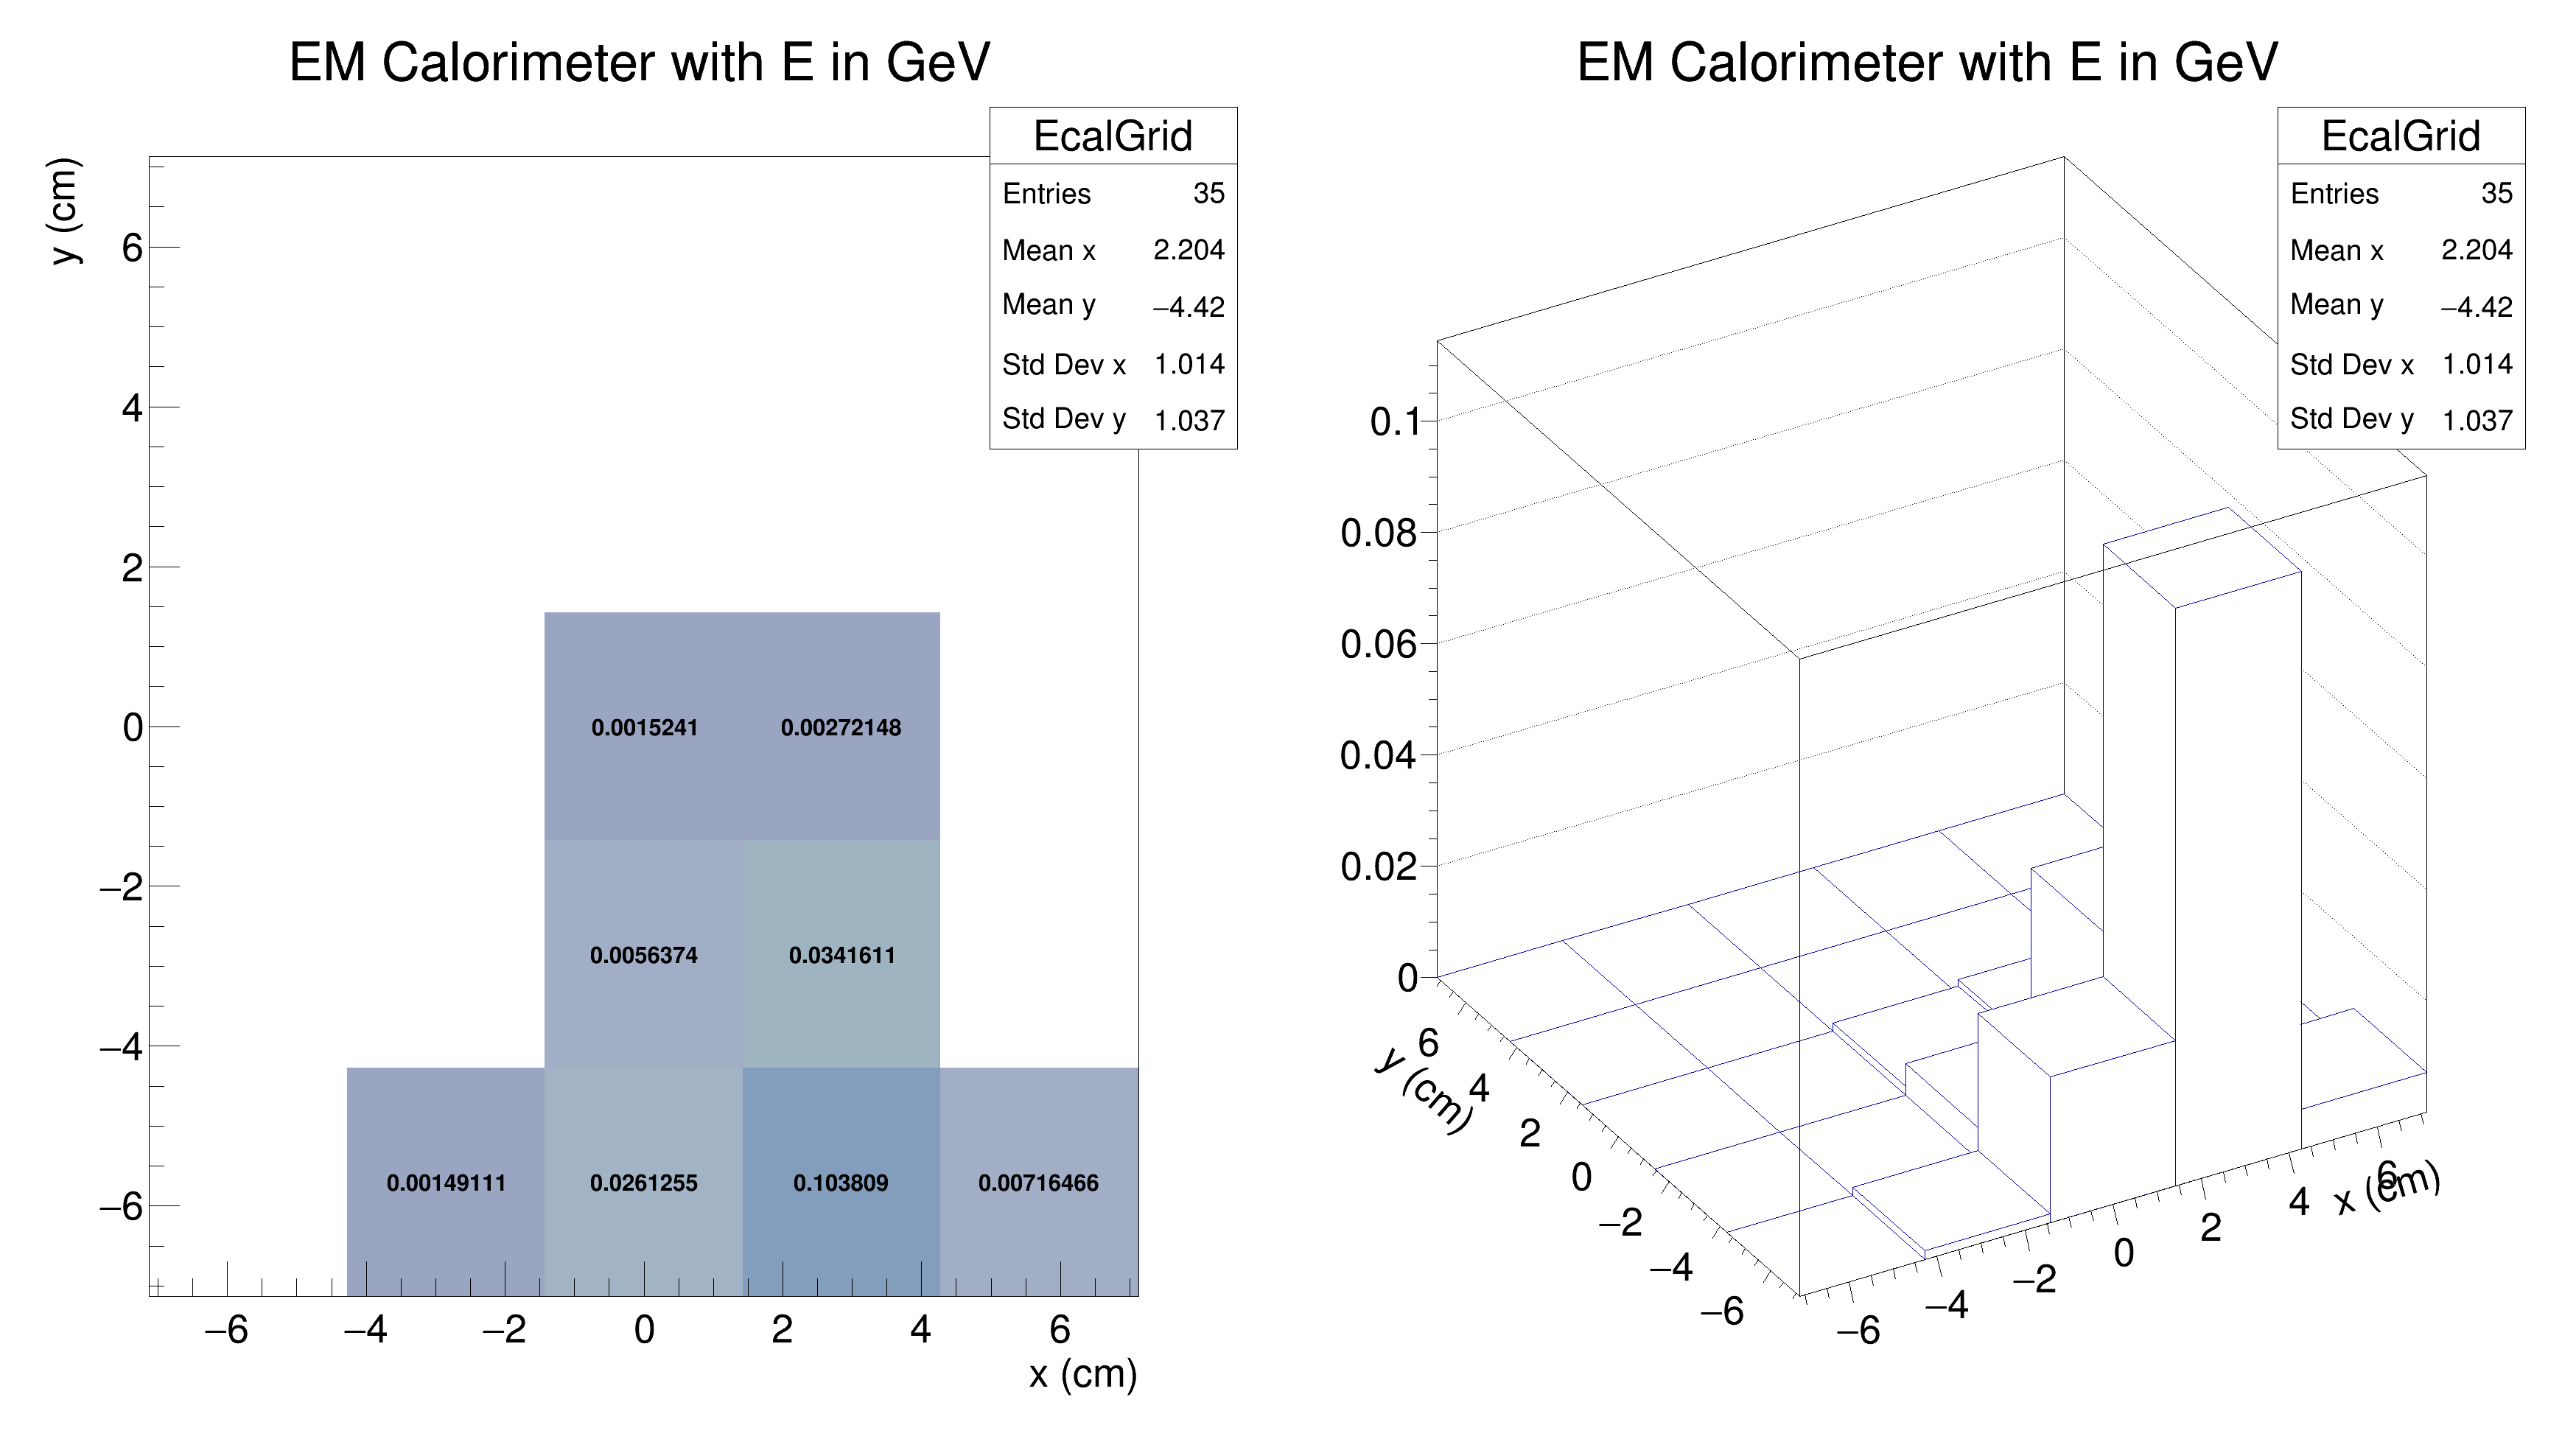 EM Calorimeter with E in GeV
EcalGrid
Entries 35
Mean x 2.204
Mean y −4.42
Std Dev x 1.014
Std Dev y 1.037
y (cm)
6
4
2
0
−2
−4
−6
0.0015241 0.00272148
0.0056374 0.0341611
0.00149111 0.0261255 0.103809 0.00716466
−6 −4 −2 0 2 4 6
x (cm)
EM Calorimeter with E in GeV
EcalGrid
Entries 35
Mean x 2.204
Mean y −4.42
Std Dev x 1.014
Std Dev y 1.037
0.1
0.08
0.06
0.04
0.02
0
y (cm)
6
4
2
0
−2
−4
−6
−6 −4 −2 0 2 4 6
x (cm)